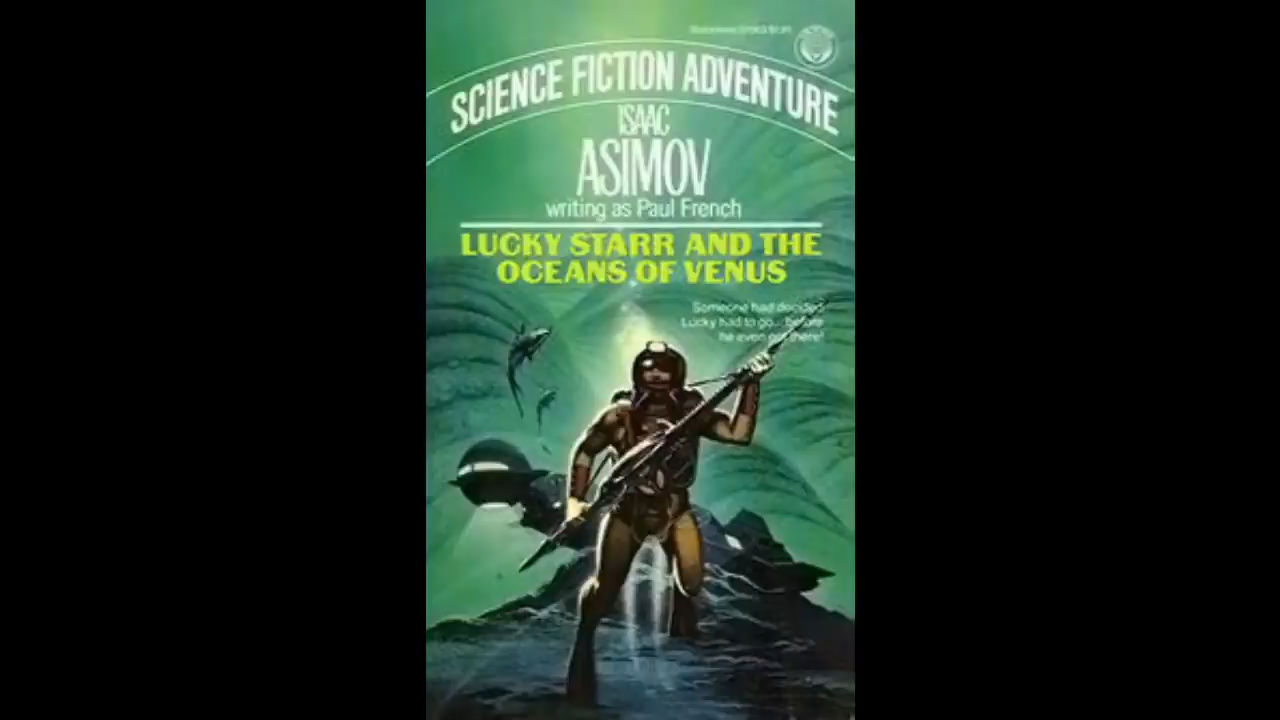 SCIENCE FICTION ADVENTURE
ISAAC
ASIMOV
writing as Paul French
LUCKY STARR AND THE
OCEANS OF VENUS
Someone had decided
Lucky had to go... before
he even got there!